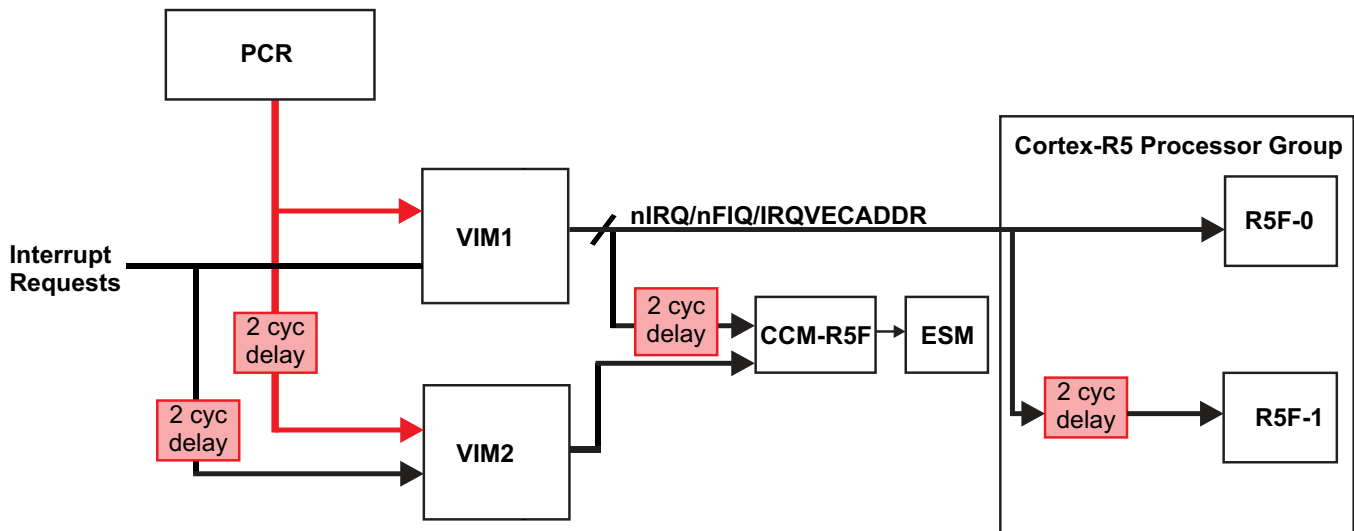 PCR
Cortex-R5 Processor Group
nIRQ/nFIQ/IRQVECADDR
R5F-0
VIM1
Interrupt
Requests
2 cyc
delay
2 cyc
delay
CCM-R5F
ESM
2 cyc
delay
R5F-1
2 cyc
delay
VIM2